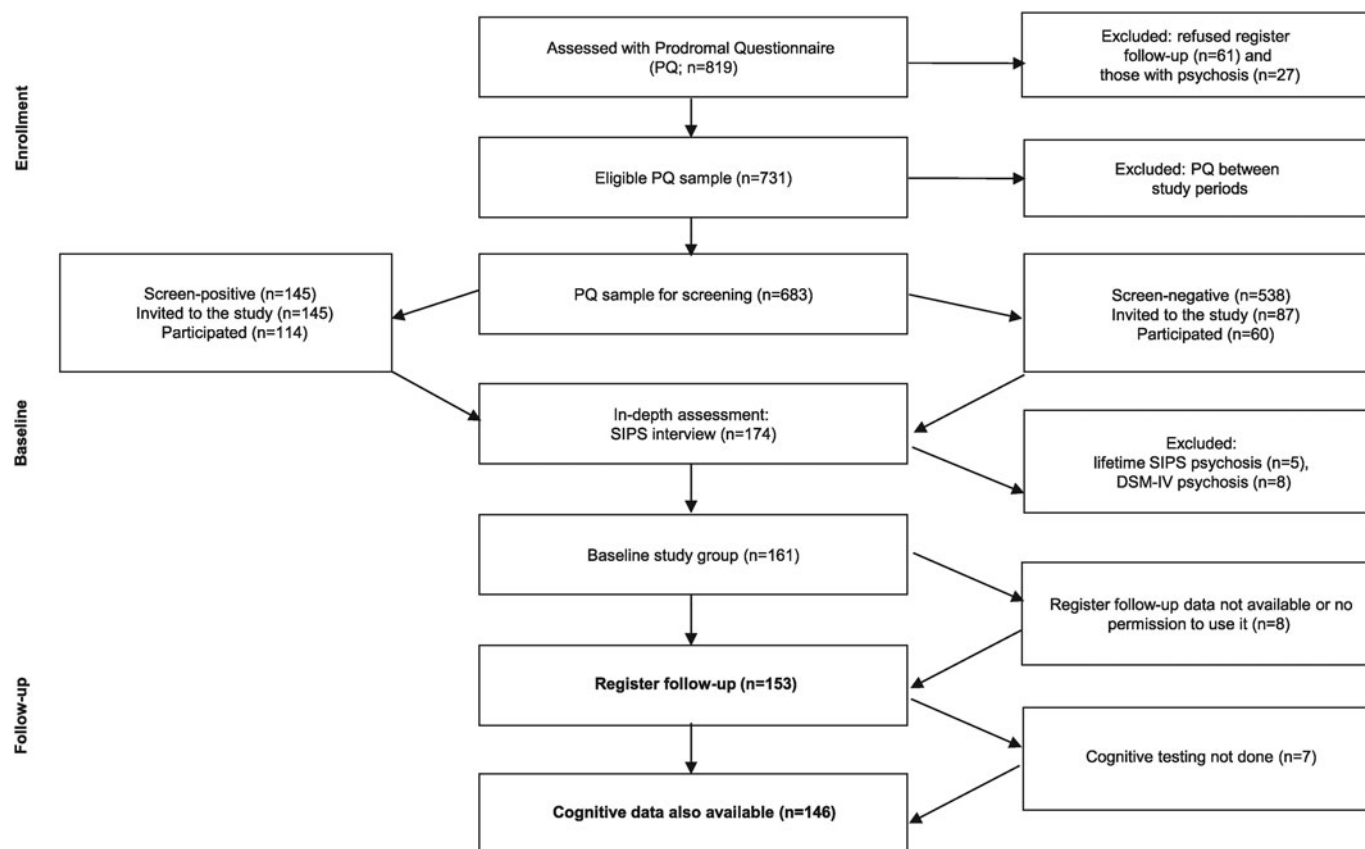 Enrollment
Assessed with Prodromal Questionnaire
(PQ; n=819)
Excluded: refused register
follow-up (n=61) and
those with psychosis (n=27)
Eligible PQ sample (n=731)
Excluded: PQ between
study periods
Baseline
Screen-positive (n=145)
Invited to the study (n=145)
Participated (n=114)
PQ sample for screening (n=683)
Screen-negative (n=538)
Invited to the study (n=87)
Participated (n=60)
In-depth assessment:
SIPS interview (n=174)
Excluded:
lifetime SIPS psychosis (n=5),
DSM-IV psychosis (n=8)
Baseline study group (n=161)
Register follow-up data not available or no
permission to use it (n=8)
Follow-up
Register follow-up (n=153)
Cognitive testing not done (n=7)
Cognitive data also available (n=146)